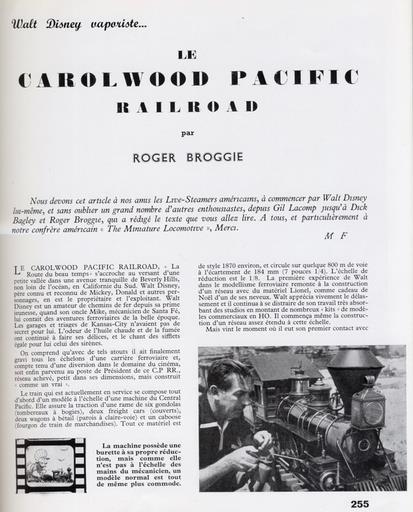 Walt Disney vaporiste...
LE
CAROLWOOD PACIFIC
RAILROAD
par
ROGER BROGGIE
Nous devons cet article à nos amis les Live-Steamers américains, à commencer par Walt Disney
lui-même, et sans oublier un grand nombre d'autres enthousiastes, depuis Gil Lacomp jusqu'à Dick
Bagley et Roger Broggie, qui a rédigé le texte que vous allez lire. A tous, et particulièrement à
notre confrère américain « The Miniature Locomotive », Merci.
M F
LE CAROLWOOD PACIFIC RAILROAD, « La
Route du beau temps » s'accroche au versant d'une
petite vallée dans une avenue tranquille de Beverly Hills,
non loin de l'océan, en Californie du Sud. Walt Disney,
père connu et reconnu de Mickey, Donald et autres per-
sonnages, en est le propriétaire et l'exploitant. Walt
Disney est un amateur de chemins de fer depuis sa prime
jeunesse, quand son oncle Mike, mécanicien de Santa Fé,
lui contait des aventures ferroviaires de la belle époque.
Les garages et triages de Kansas-City n'avaient pas de
secret pour lui. L'odeur de l'huile chaude et de la fumée
ont continué à faire ses délices, et le chant des sifflets
égale pour lui celui des sirènes.
On comprend qu'avec de tels atouts il ait finalement
gravi tous les échelons d'une carrière ferroviaire et,
compte tenu d'une diversion dans le domaine du cinéma,
soit enfin parvenu au poste de Président de ce C.P RR.,
réseau achevé, petit dans ses dimensions, mais construit
« comme un vrai ».
Le train qui est actuellement en service se compose tout
d'abord d'un modèle à l'échelle d'une machine du Central
Pacific. Elle assure la traction d'une rame de six gondolas
(tombereaux à bogies), deux freight cars (couverts),
deux wagons à bétail (parois à claire-voie) et un caboose
(fourgon de train de marchandises). Tout ce matériel est
de style 1870 environ, et circule sur quelque 800 m de voie
à l'écartement de 184 mm (7 pouces 1/4). L'échelle de
réduction est le 1/8. La première expérience de Walt
dans le modélisme ferroviaire remonte à la construction
d'un réseau avec du matériel Lionel, comme cadeau de
Noël d'un de ses neveux. Walt apprécia vivement le délas-
sement et il continua à se distraire de son travail très absor-
bant des studios en montant de nombreux « kits » de modè-
les commerciaux en HO. Il commença même la construc-
tion d'un réseau assez étendu à cette échelle.
Mais vint le moment où il eut son premier contact avec
La machine possède une
burette à sa propre réduc-
tion, mais comme elle
n'est pas à l'échelle des
mains du mécanicien, un
modèle normal est tout
de même plus commode.
255